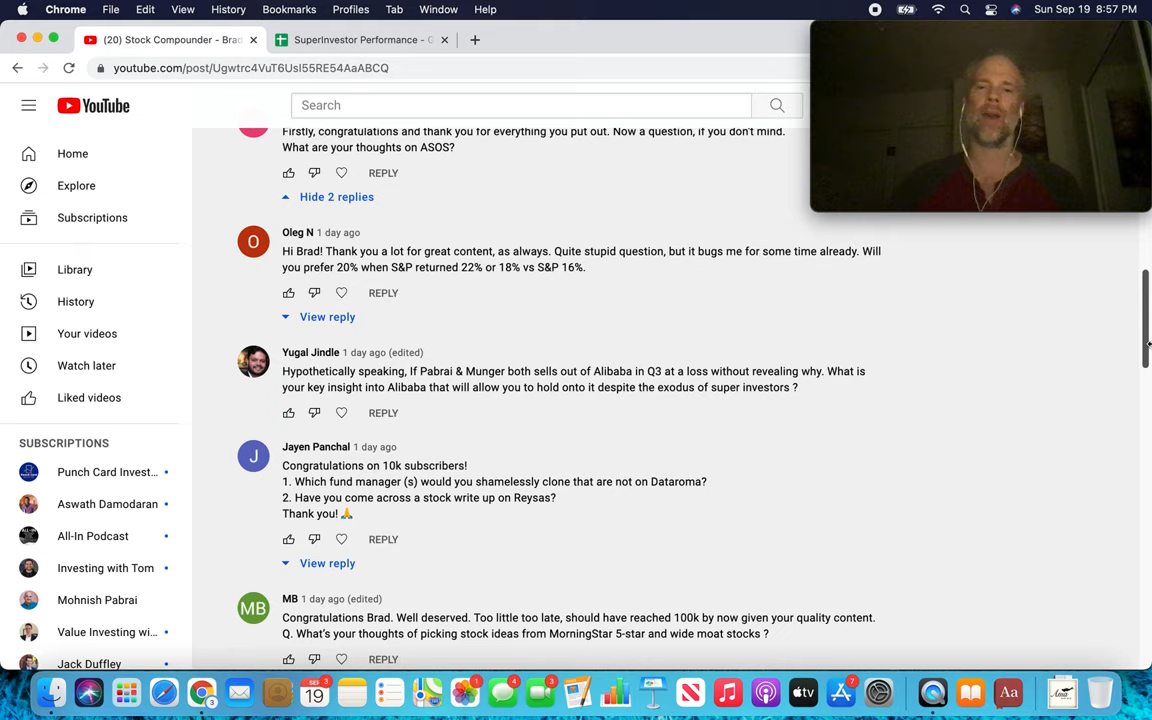 Chrome File Edit View History Bookmarks Profiles Tab Window Help Sun Sep 19 8:57 PM
(20) Stock Compounder - Brad
SuperInvestor Performance - G
youtube.com/post/Ugwtrc4VuT6UsI55RE54AaABCQ
YouTube
Search
Home
Explore
Subscriptions
Library
History
Your videos
Watch later
Liked videos
SUBSCRIPTIONS
Punch Card Invest...
Aswath Damodaran
All-In Podcast
Investing with Tom
Mohnish Pabrai
Value Investing wi...
Jack Duffley
Firstly, congratulations and thank you for everything you put out. Now a question, if you don't mind.
What are your thoughts on ASOS?
REPLY
Hide 2 replies
O
Oleg N 1 day ago
Hi Brad! Thank you a lot for great content, as always. Quite stupid question, but it bugs me for some time already. Will
you prefer 20% when S&P returned 22% or 18% vs S&P 16%.
REPLY
View reply
Yugal Jindle 1 day ago (edited)
Hypothetically speaking, If Pabrai & Munger both sells out of Alibaba in Q3 at a loss without revealing why. What is
your key insight into Alibaba that will allow you to hold onto it despite the exodus of super investors ?
REPLY
J
Jayen Panchal 1 day ago
Congratulations on 10k subscribers!
1. Which fund manager (s) would you shamelessly clone that are not on Dataroma?
2. Have you come across a stock write up on Reysas?
Thank you! 🙏
REPLY
View reply
MB
MB 1 day ago (edited)
Congratulations Brad. Well deserved. Too little too late, should have reached 100k by now given your quality content.
Q. What's your thoughts of picking stock ideas from MorningStar 5-star and wide moat stocks ?
REPLY
3
SEP
19
3
1
4
3
tv
7
Aa